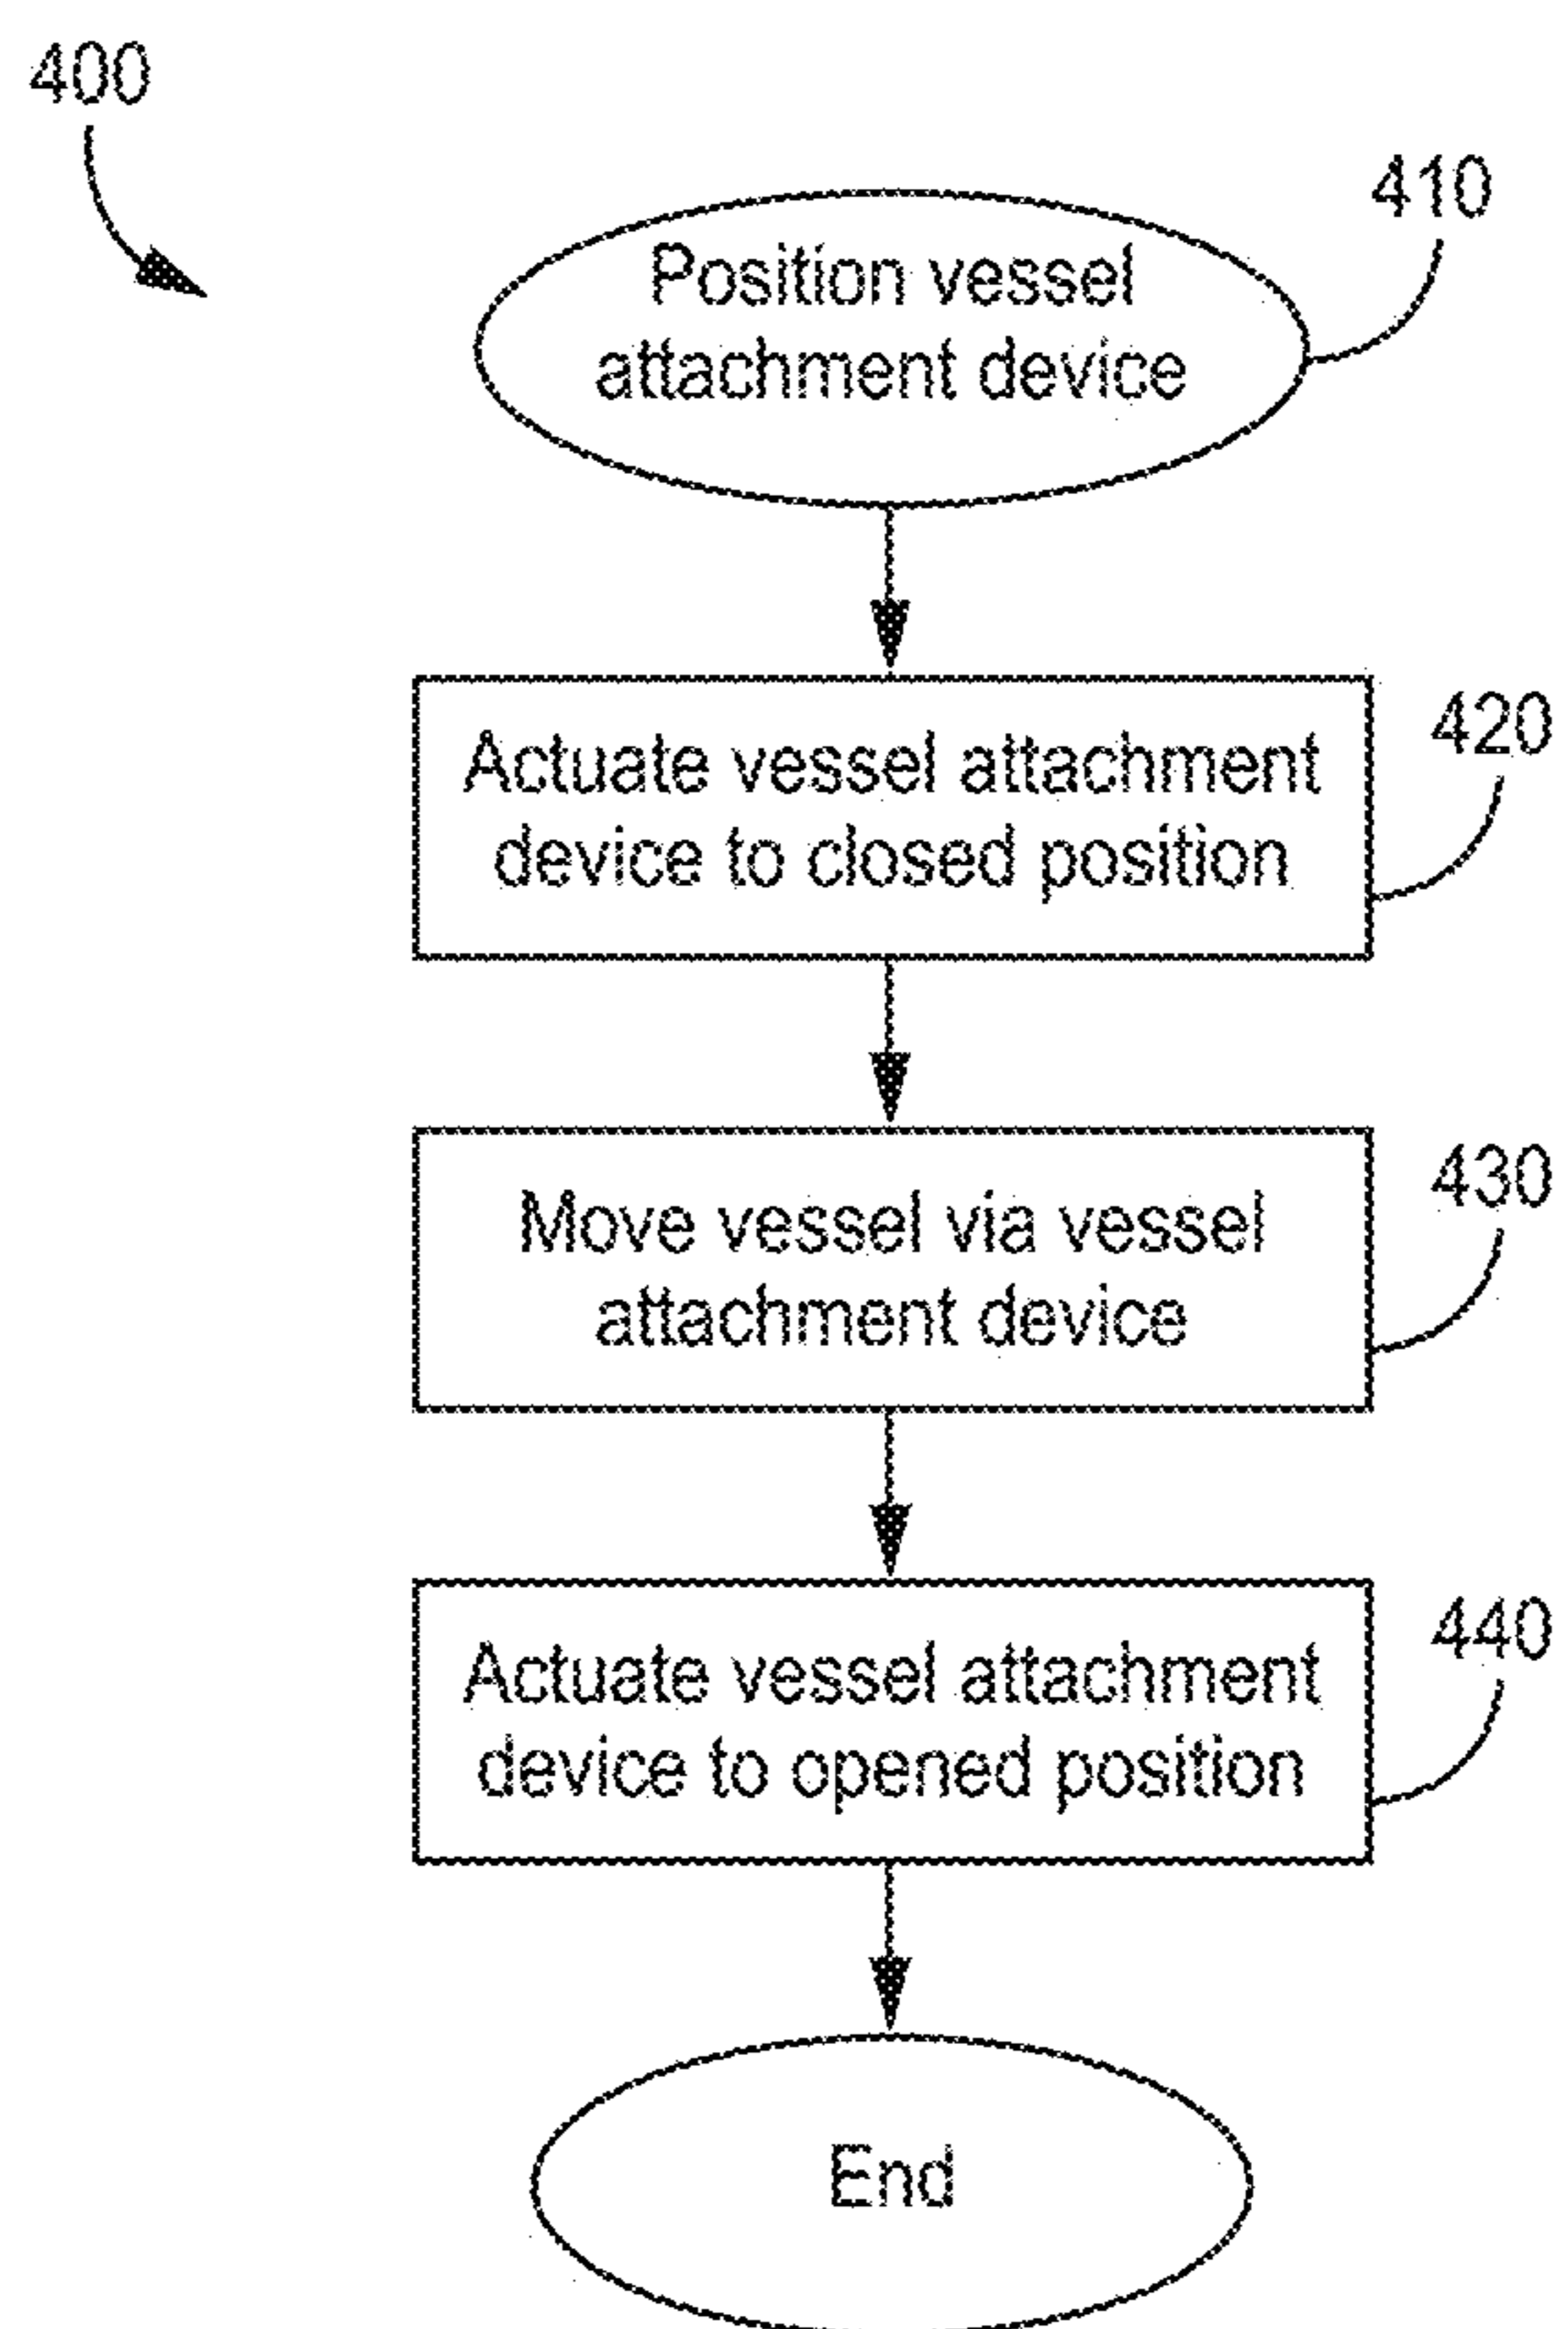 400
410
Position vessel
attachment device
420
Actuate vessel attachment
device to closed position
430
Move vessel via vessel
attachment device
440
Actuate vessel attachment
device to opened position
End